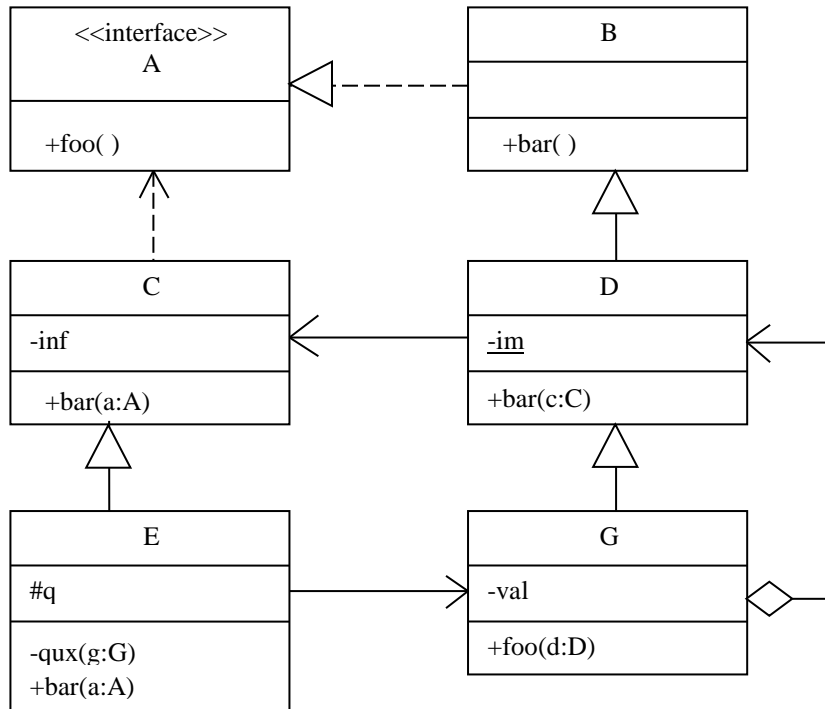 <<interface>>
A
+foo( )
B
+bar( )
C
-inf
+bar(a:A)
D
-im
+bar(c:C)
E
#q
-qux(g:G)
+bar(a:A)
G
-val
+foo(d:D)